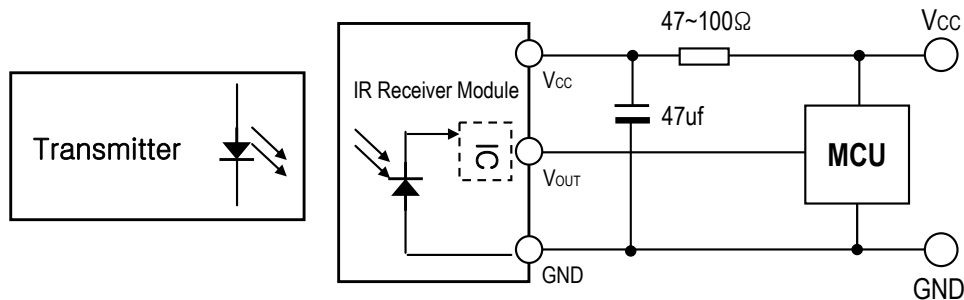 Transmitter
IR Receiver Module
IC
VCC
VOUT
GND
47~100Ω
47uf
MCU
VCC
GND